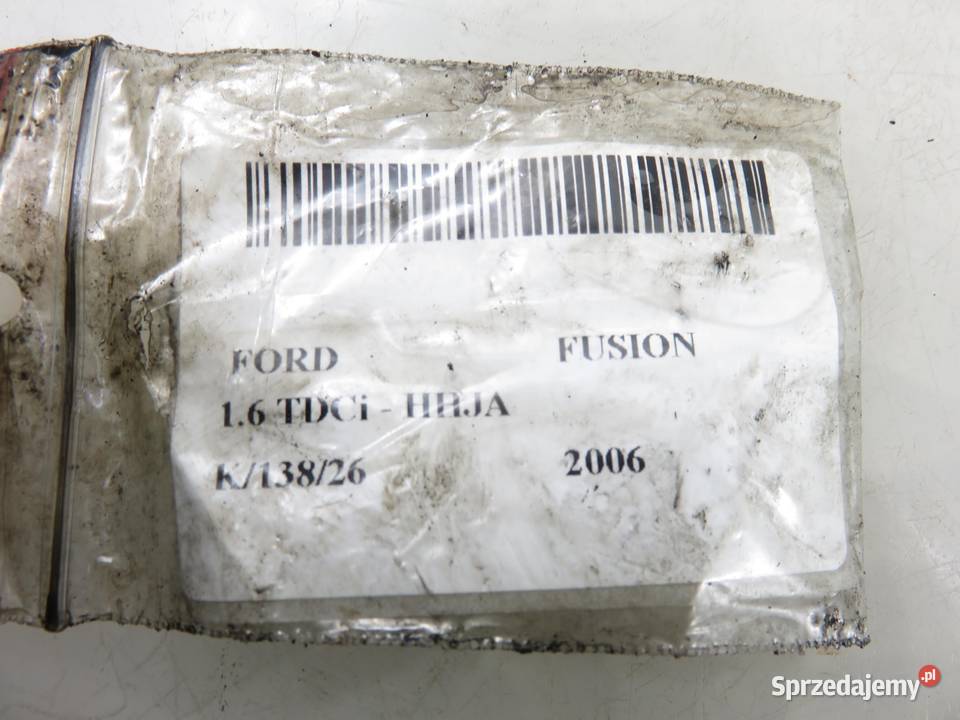 FORD FUSION
1.6 TDCi - HHJA
K/138/26 2006
Sprzedajemy.pl